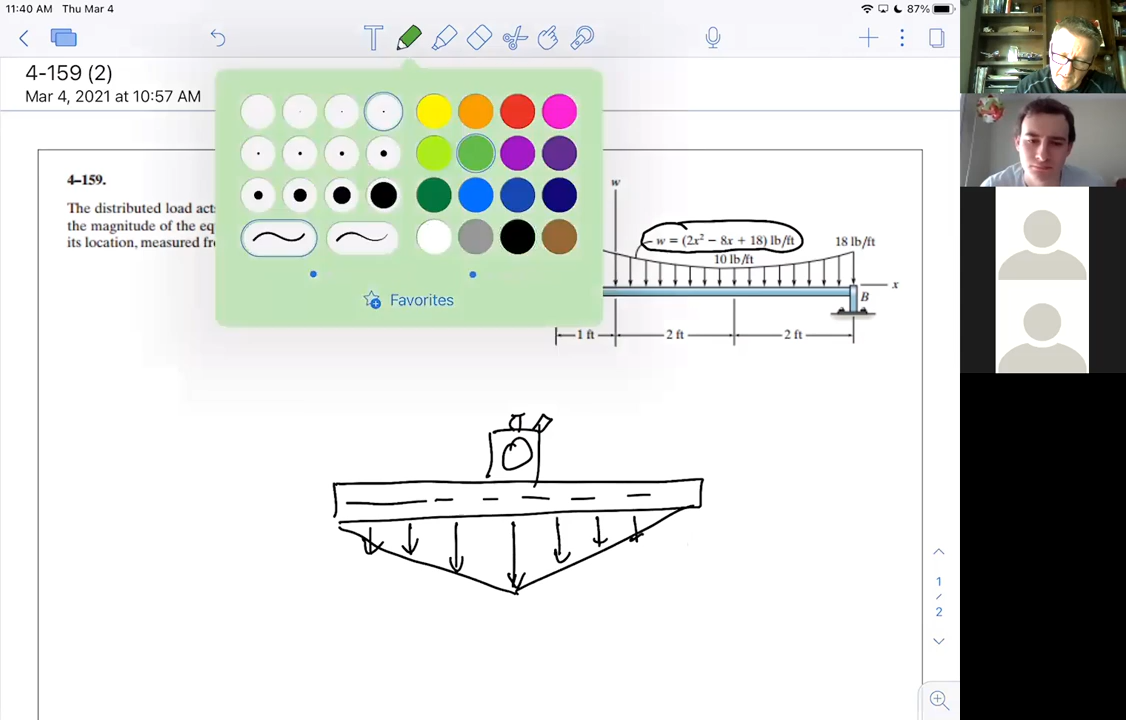 11:40 AM Thu Mar 4
87%
T
4-159 (2)
Mar 4, 2021 at 10:57 AM
4–159.
The distributed load act
the magnitude of the eq
its location, measured fr
Favorites
w
w = (2x² − 8x + 18) lb/ft
18 lb/ft
10 lb/ft
x
B
1 ft
2 ft
2 ft
1
/
2